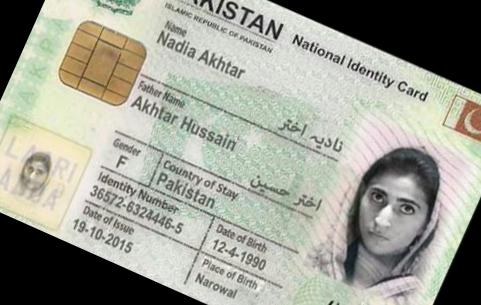 PAKISTAN National Identity Card
ISLAMIC REPUBLIC OF PAKISTAN
Name
Nadia Akhtar
نادیہ اختر
Father Name
Akhtar Hussain
اختر حسین
Gender
F
Country of Stay
Pakistan
Identity Number
36572-6324446-5
Date of Birth
12-4-1990
Date of Issue
19-10-2015
Place of Birth
Narowal